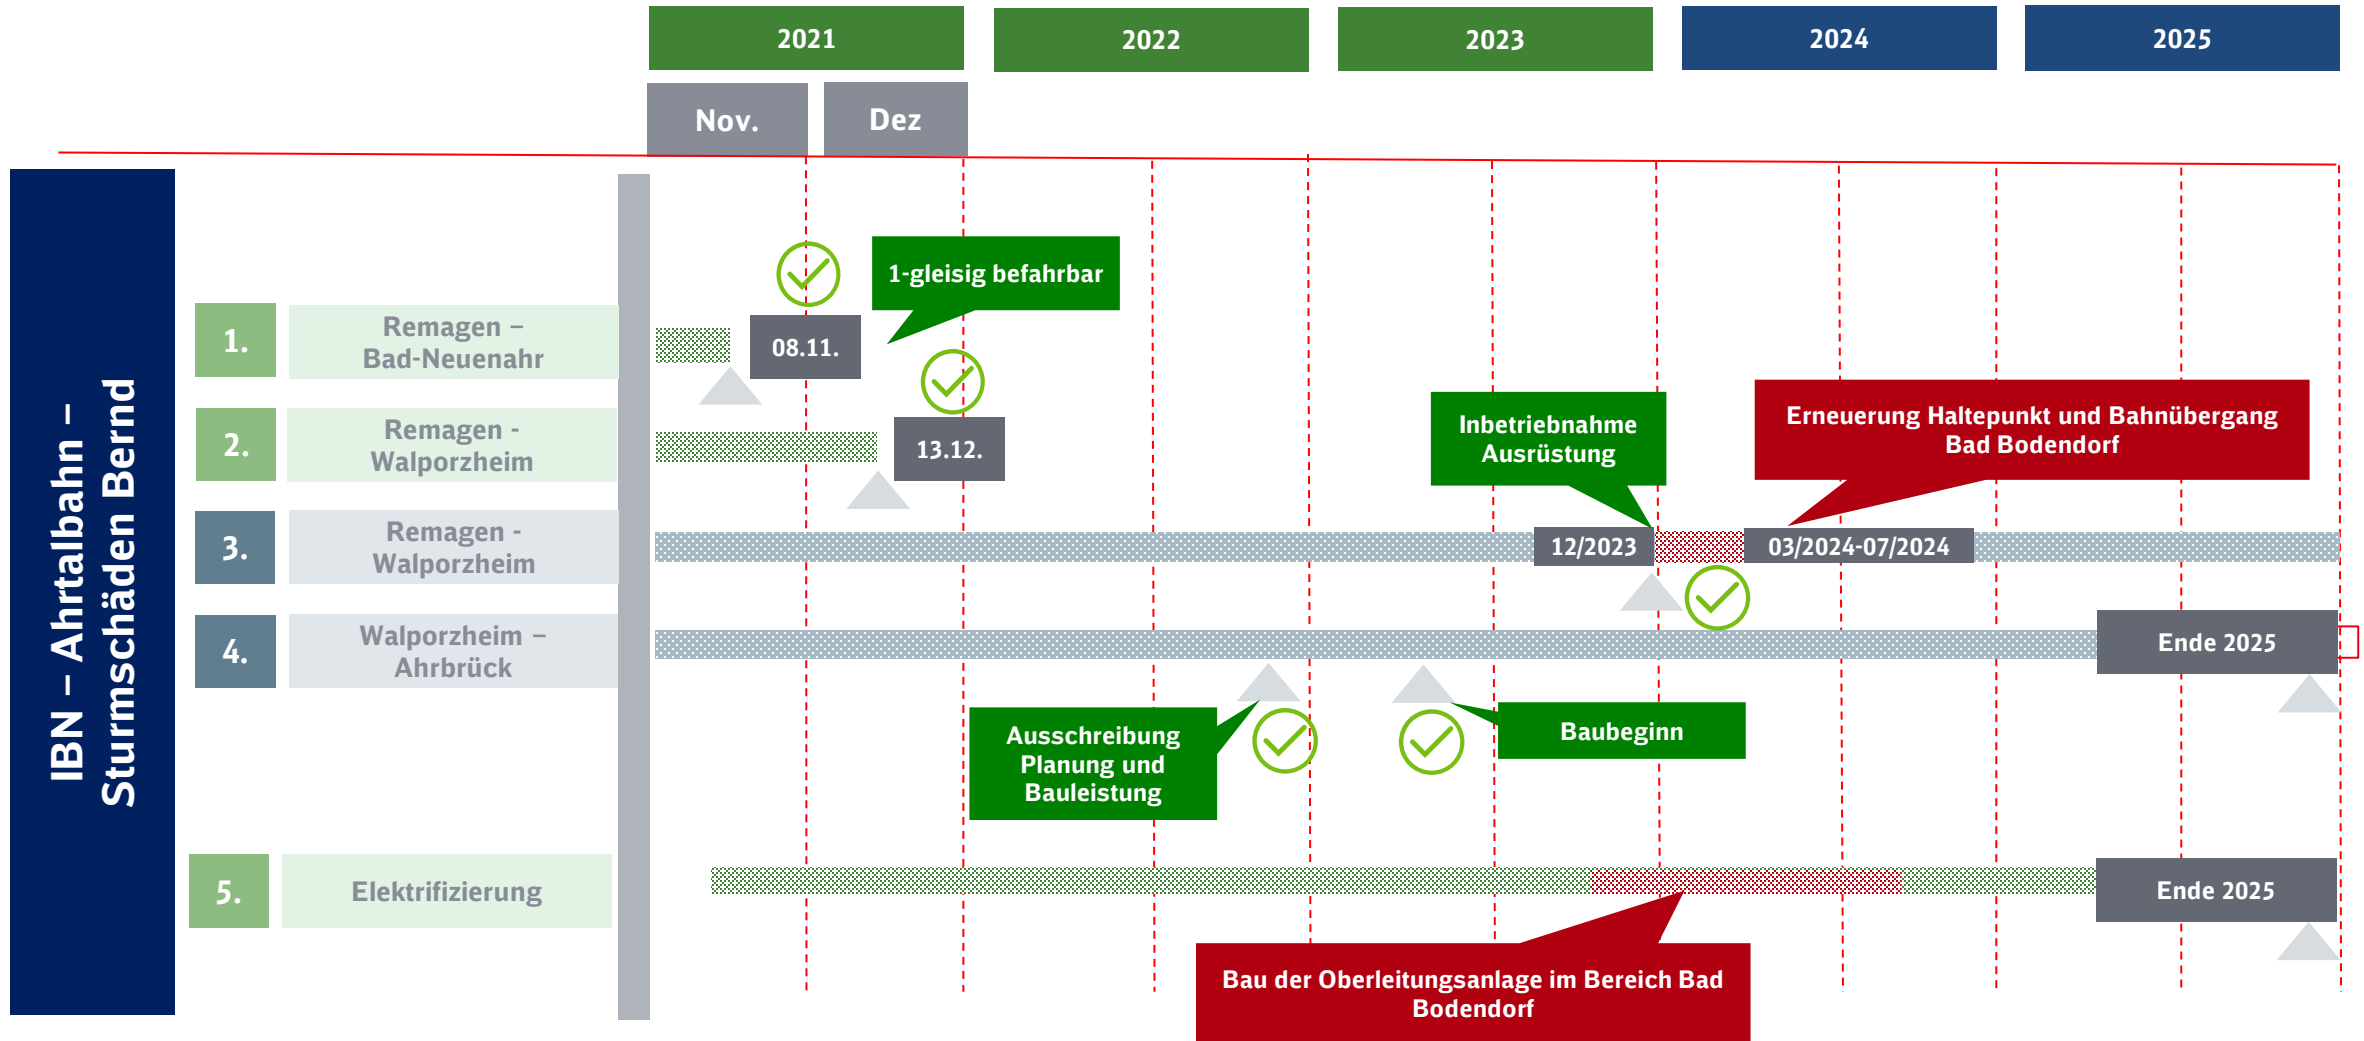 2021
2022
2023
2024
2025
Nov.
Dez
IBN – Ahrtalbahn –
Sturmschäden Bernd
1-gleisig befahrbar
1.
Remagen –
Bad-Neuenahr
08.11.
2.
Remagen -
Walporzheim
13.12.
Inbetriebnahme
Ausrüstung
Erneuerung Haltepunkt und Bahnübergang
Bad Bodendorf
3.
Remagen -
Walporzheim
12/2023
03/2024-07/2024
4.
Walporzheim –
Ahrbrück
Ende 2025
Ausschreibung
Planung und
Bauleistung
Baubeginn
5.
Elektrifizierung
Ende 2025
Bau der Oberleitungsanlage im Bereich Bad
Bodendorf